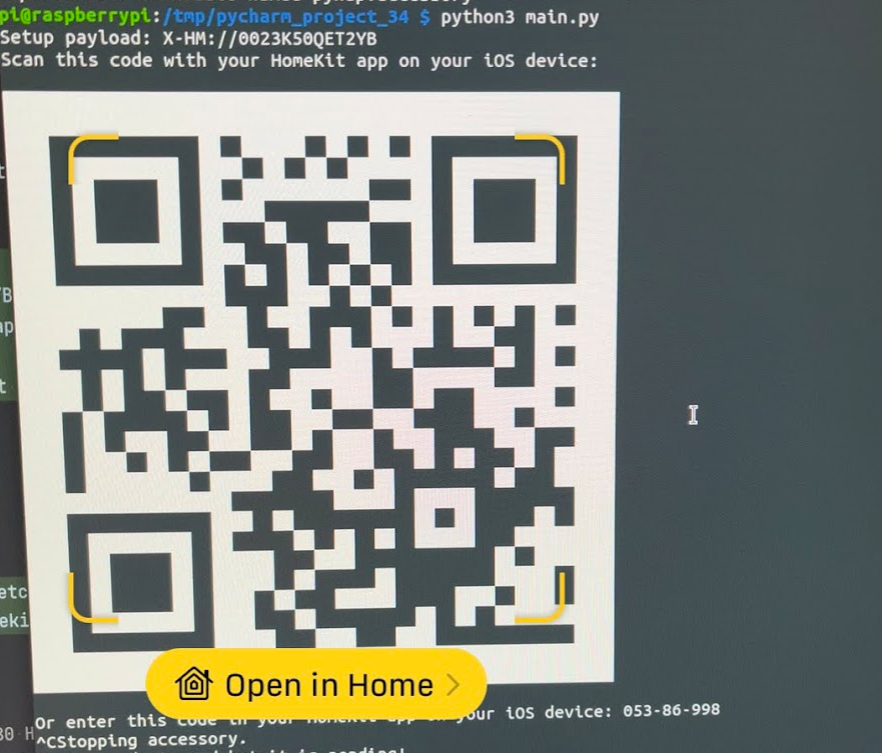 pi@raspberrypi:/tmp/pycharm_project_34 $ python3 main.py
Setup payload: X-HM://0023K50QET2YB
Scan this code with your HomeKit app on your iOS device:
Open in Home
Or enter this code in your HomeKit app on your iOS device: 053-86-998
^CStopping accessory.